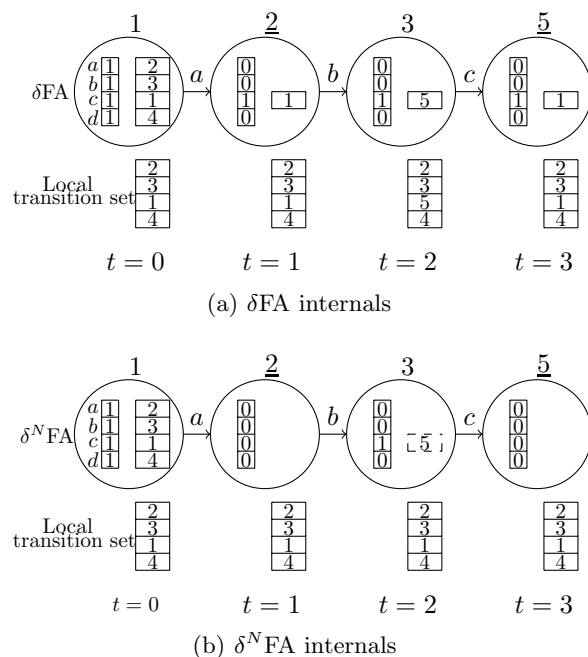 1 2 3 5
a 1 2 a 0 b 0 c 0
b 1 3 0 0 0
δFA c 1 1 1 1 1 5 1 1
d 1 4 0 0 0
2 2 2 2
Local 3 3 3 3
transition set 1 1 5 1
4 4 4 4
t = 0 t = 1 t = 2 t = 3
(a) δFA internals
1 2 3 5
a 1 2 a 0 b 0 c 0
b 1 3 0 0 0
δᴺFA c 1 1 0 1 5 0
d 1 4 0 0 0
2 2 2 2
Local 3 3 3 3
transition set 1 1 1 1
4 4 4 4
t = 0 t = 1 t = 2 t = 3
(b) δᴺFA internals